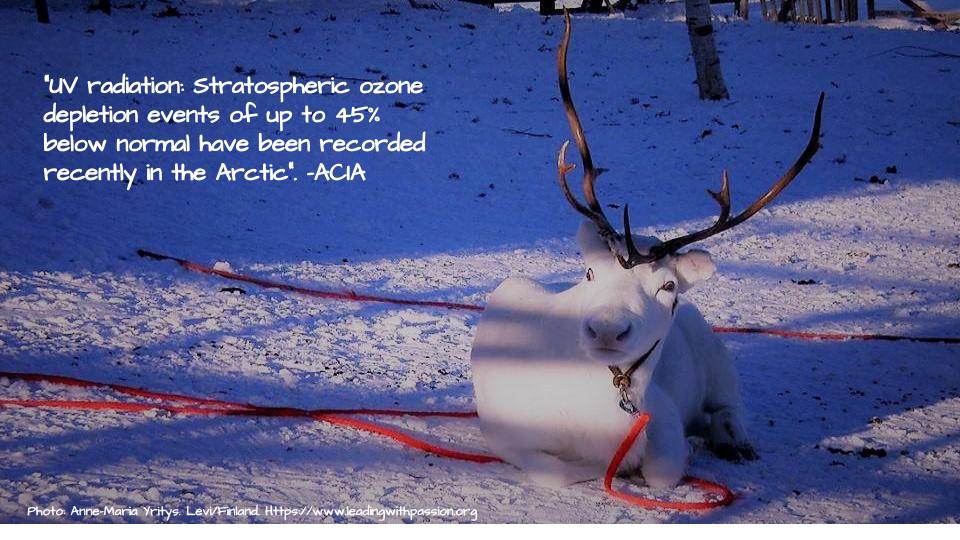 "UV radiation: Stratospheric ozone
depletion events of up to 45%
below normal have been recorded
recently in the Arctic". -ACIA
Photo: Anne-Maria Yritys. Levi/Finland. Https://www.leadingwithpassion.org